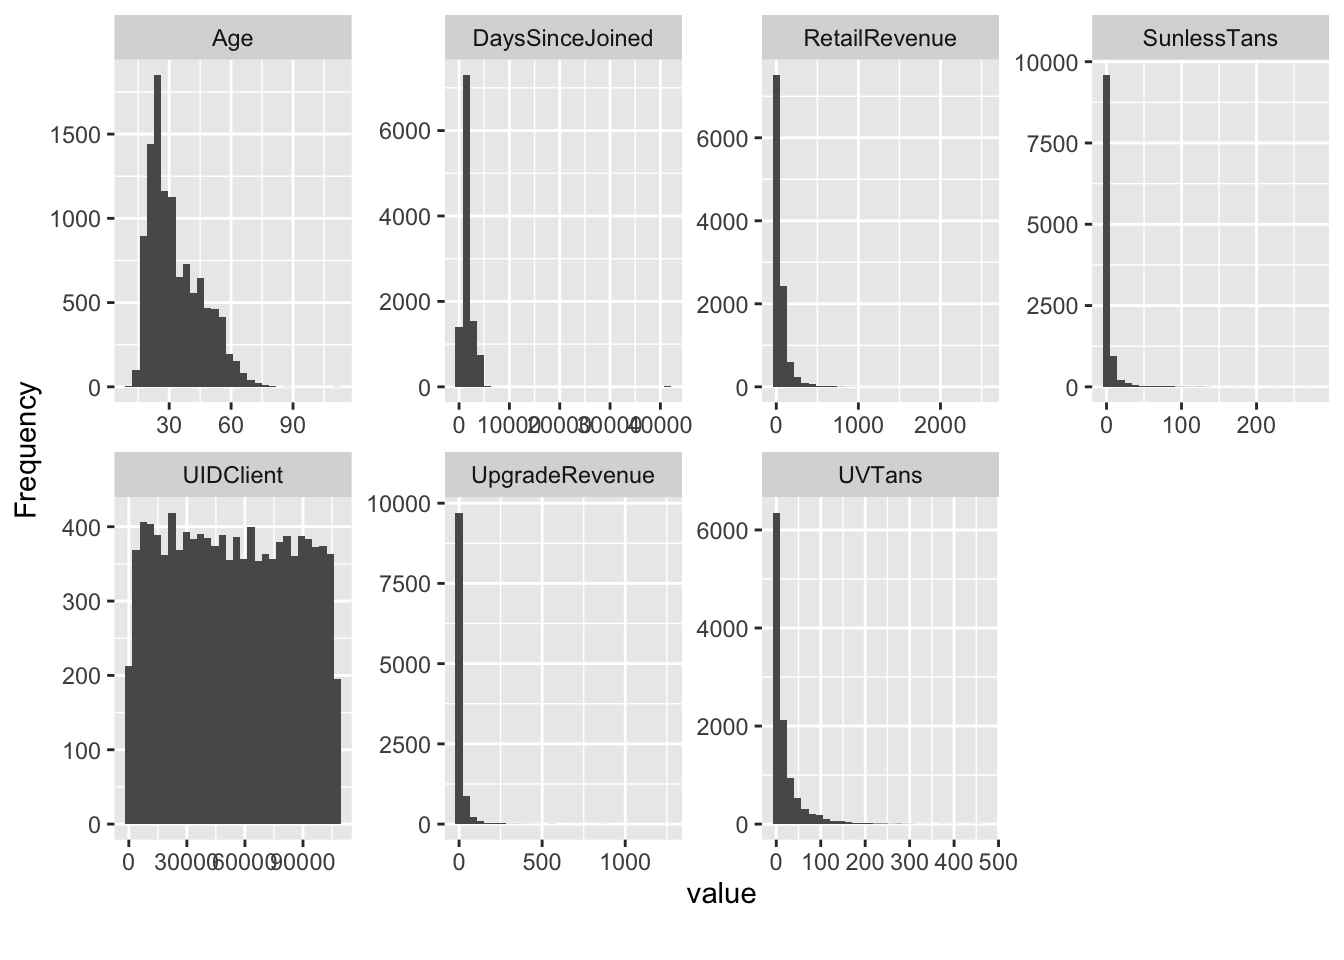 Age
DaysSinceJoined
RetailRevenue
SunlessTans
1500
1000
500
0
30 60 90
6000
4000
2000
0
0 10000 20000 30000 40000
6000
4000
2000
0
0 1000 2000
10000
7500
5000
2500
0
0 100 200
UIDClient
UpgradeRevenue
UVTans
400
300
200
100
0
0 30000 60000 90000
10000
7500
5000
2500
0
0 500 1000
6000
4000
2000
0
0 100 200 300 400 500
Frequency
value